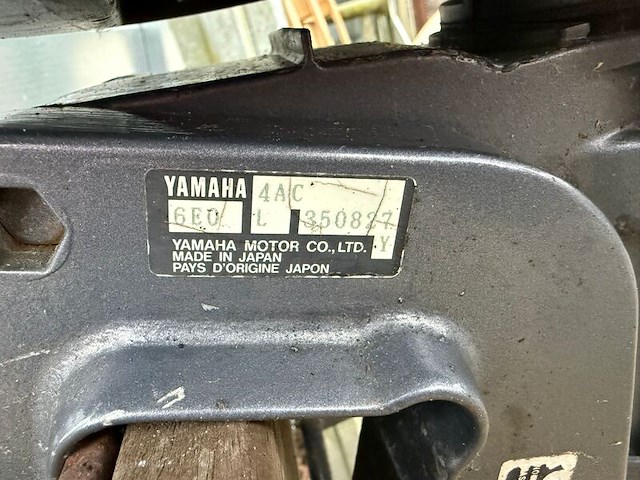 YAMAHA 4AC
6E0 L 350827
YAMAHA MOTOR CO., LTD. Y
MADE IN JAPAN
PAYS D'ORIGINE JAPON